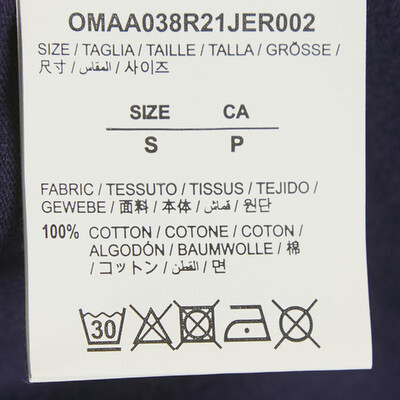 OMAA038R21JER002
SIZE / TAGLIA / TAILLE / TALLA / GRÖSSE /
尺寸 / المقاس / 사이즈
SIZE CA
S P
FABRIC / TESSUTO / TISSUS / TEJIDO /
GEWEBE / 面料 / 本体 / قماش / 원단
100% COTTON / COTONE / COTON /
ALGODÓN / BAUMWOLLE / 棉
/ コットン / القطن / 면
30